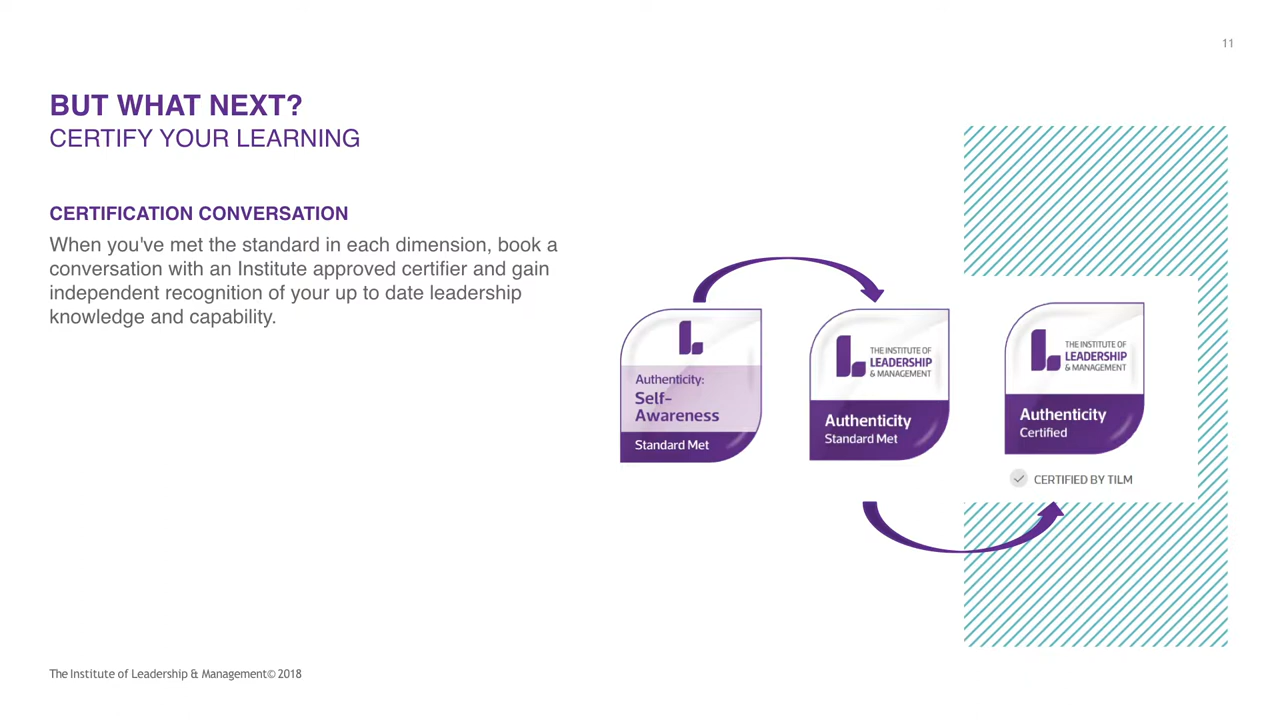 11
BUT WHAT NEXT?
CERTIFY YOUR LEARNING
CERTIFICATION CONVERSATION
When you've met the standard in each dimension, book a
conversation with an Institute approved certifier and gain
independent recognition of your up to date leadership
knowledge and capability.
Authenticity:
Self-
Awareness
Standard Met
THE INSTITUTE OF
LEADERSHIP
& MANAGEMENT
Authenticity
Standard Met
THE INSTITUTE OF
LEADERSHIP
& MANAGEMENT
Authenticity
Certified
CERTIFIED BY TILM
The Institute of Leadership & Management© 2018